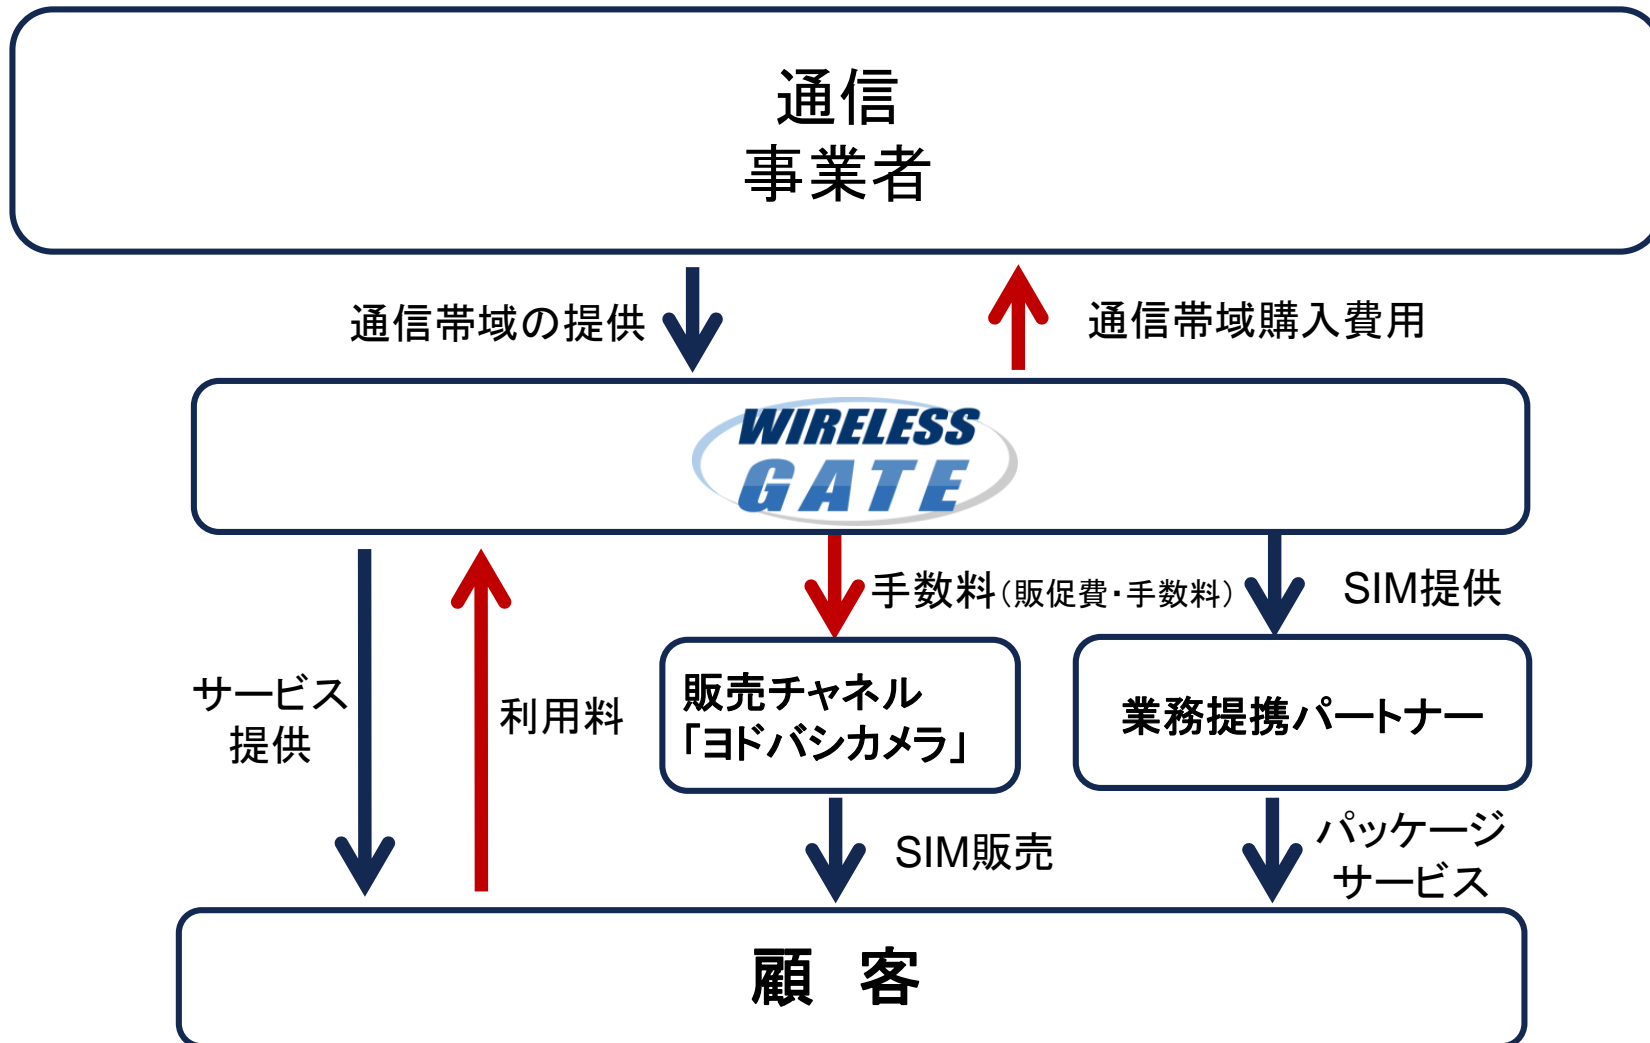 通信
事業者
通信帯域の提供
通信帯域購入費用
WIRELESS
GATE
手数料(販促費・手数料)
SIM提供
サービス
提供
利用料
販売チャネル
「ヨドバシカメラ」
業務提携パートナー
SIM販売
パッケージ
サービス
顧 客